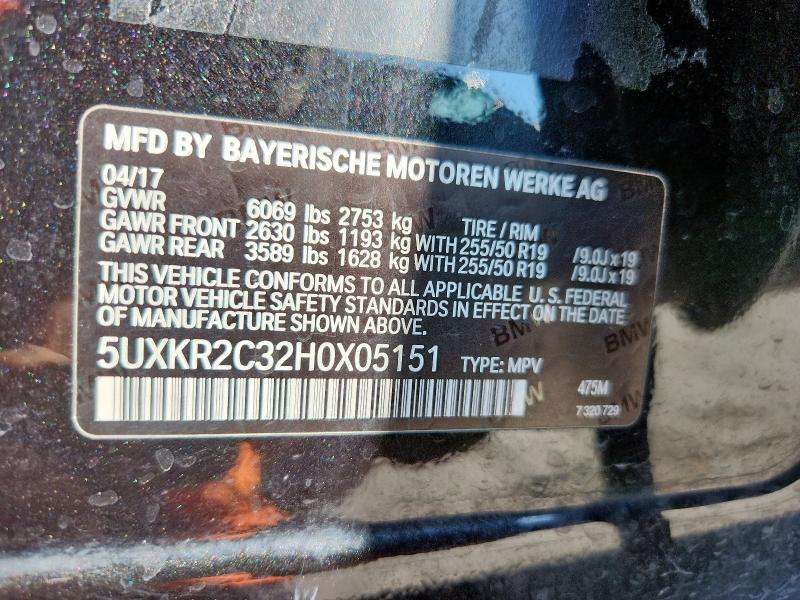 MFD BY BAYERISCHE MOTOREN WERKE AG
04/17
GVWR 6069 lbs 2753 kg TIRE / RIM
GAWR FRONT 2630 lbs 1193 kg WITH 255/50 R19 /9.0J x 19
GAWR REAR 3589 lbs 1628 kg WITH 255/50 R19 /9.0J x 19
THIS VEHICLE CONFORMS TO ALL APPLICABLE U.S. FEDERAL
MOTOR VEHICLE SAFETY STANDARDS IN EFFECT ON THE DATE
OF MANUFACTURE SHOWN ABOVE.
5UXKR2C32H0X05151 TYPE: MPV
475M
7 320 729